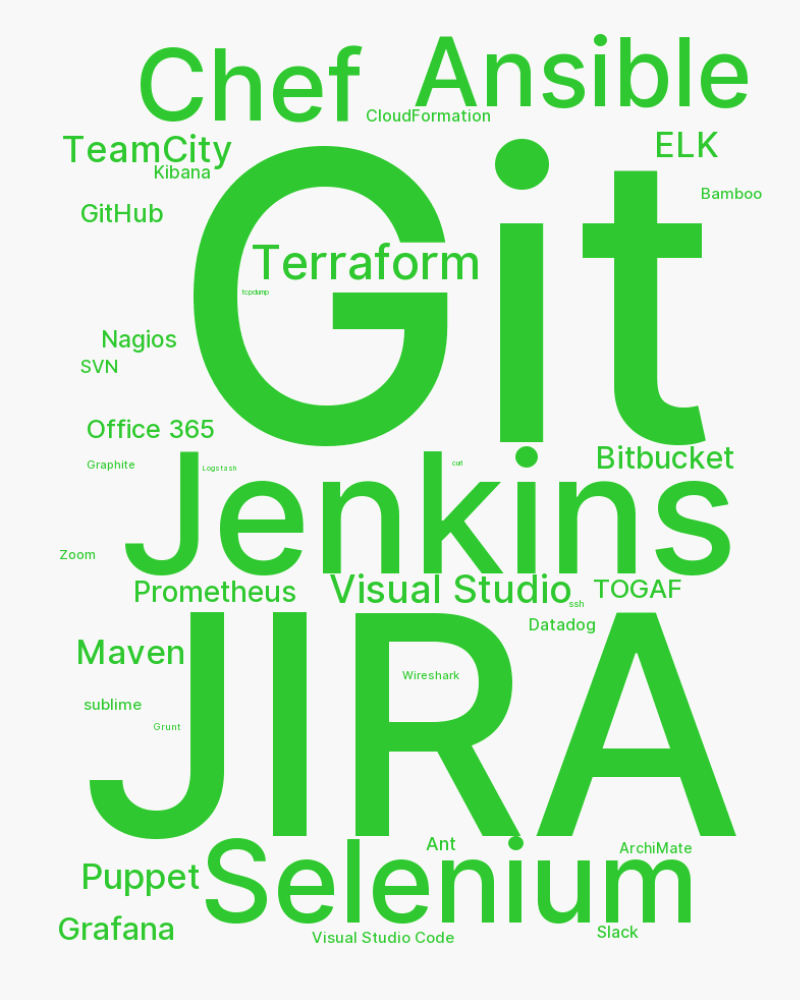 Chef
Ansible
CloudFormation
TeamCity
ELK
Kibana
Bamboo
GitHub
Git
Terraform
tcpdump
Nagios
SVN
Office 365
Bitbucket
Graphite
Logstash
curl
Jenkins
Zoom
Prometheus
Visual Studio
TOGAF
ssh
Datadog
Maven
Wireshark
JIRA
sublime
Grunt
Ant
ArchiMate
Puppet
Selenium
Grafana
Visual Studio Code
Slack